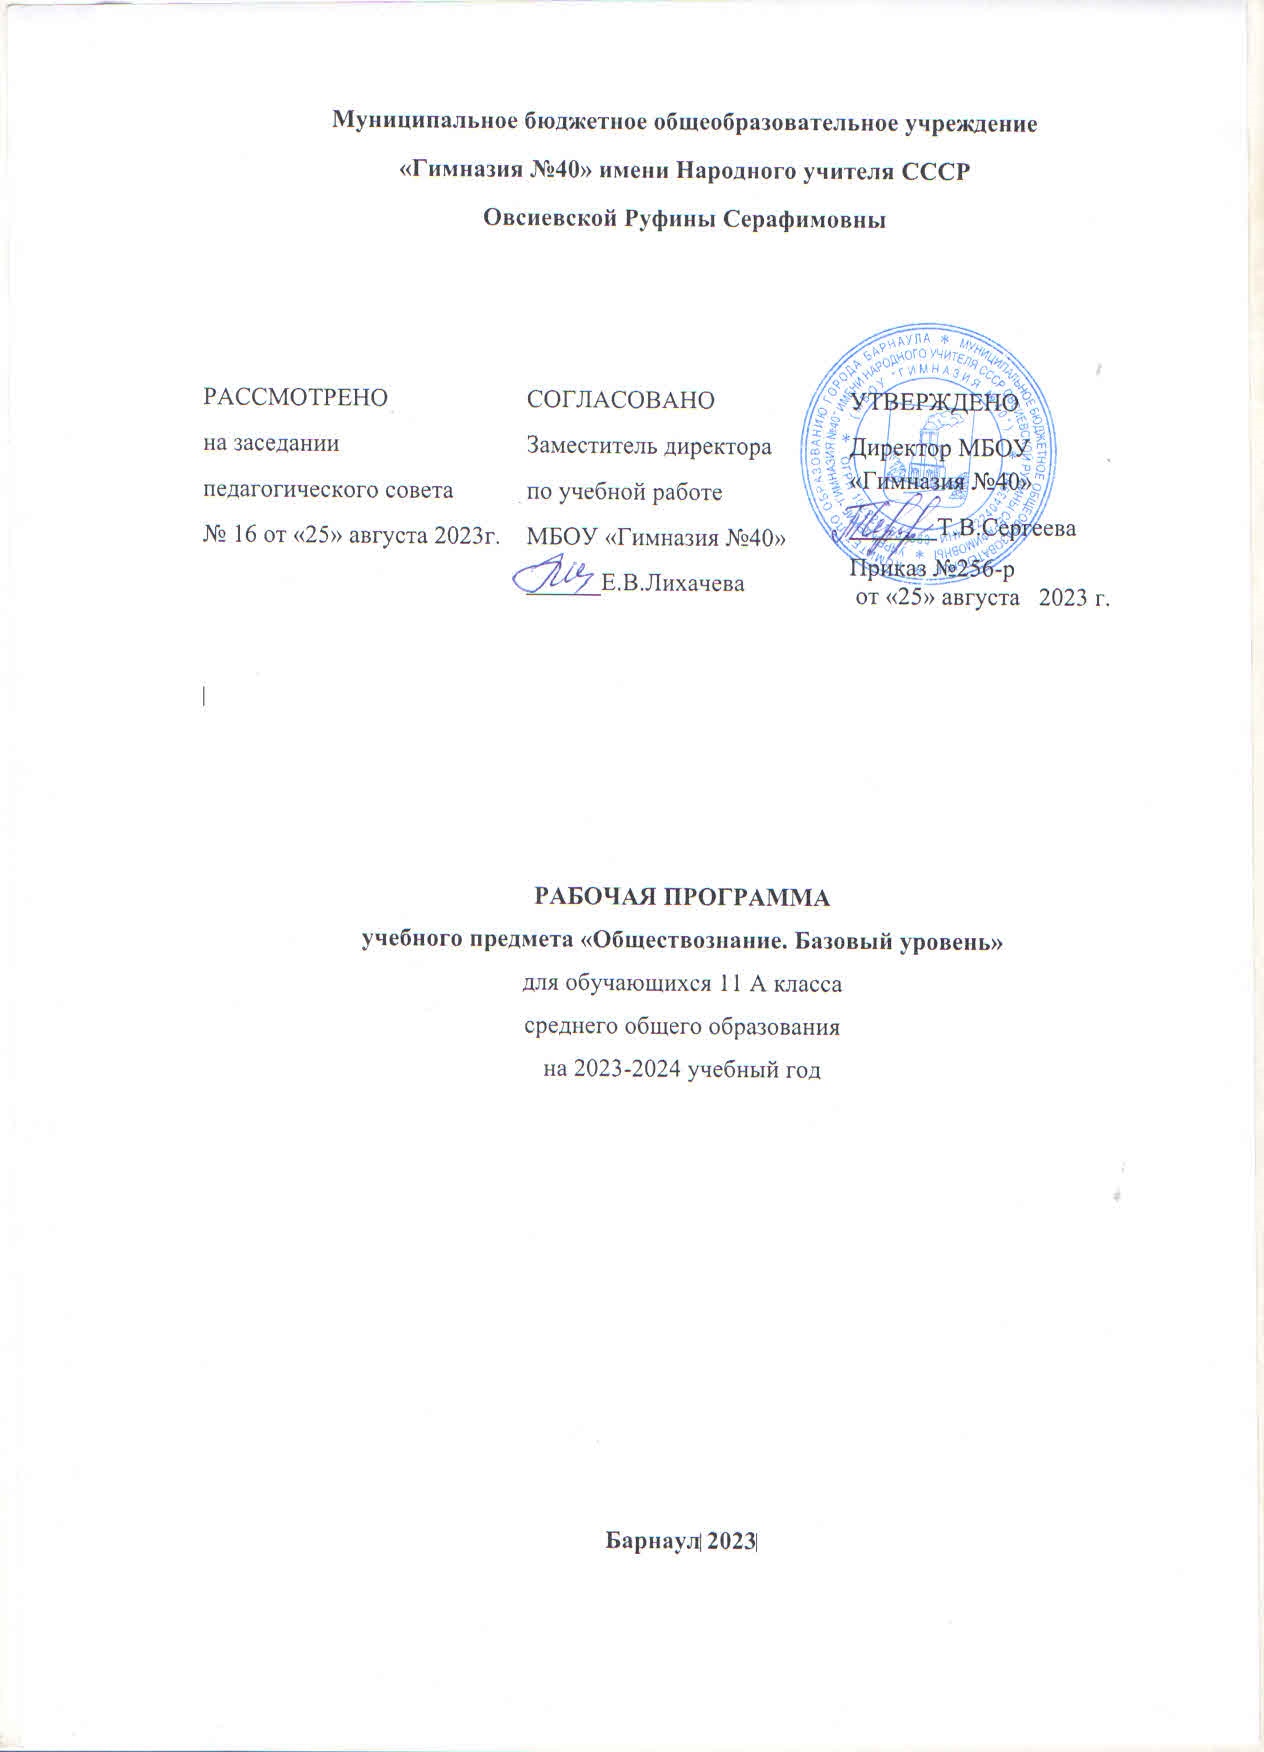 Муниципальное бюджетное общеобразовательное учреждение
«Гимназия №40» имени Народного учителя СССР
Овсиевской Руфины Серафимовны
РАССМОТРЕНО
на заседании
педагогического совета
№ 16 от «25» августа 2023г.
СОГЛАСОВАНО
Заместитель директора
по учебной работе
МБОУ «Гимназия №40»
Е.В.Лихачева
УТВЕРЖДЕНО
Директор МБОУ
«Гимназия №40»
Т.В.Сергеева
Приказ №256-р
от «25» августа 2023 г.
РАБОЧАЯ ПРОГРАММА
учебного предмета «Обществознание. Базовый уровень»
для обучающихся 11 А класса
среднего общего образования
на 2023-2024 учебный год
Барнаул 2023